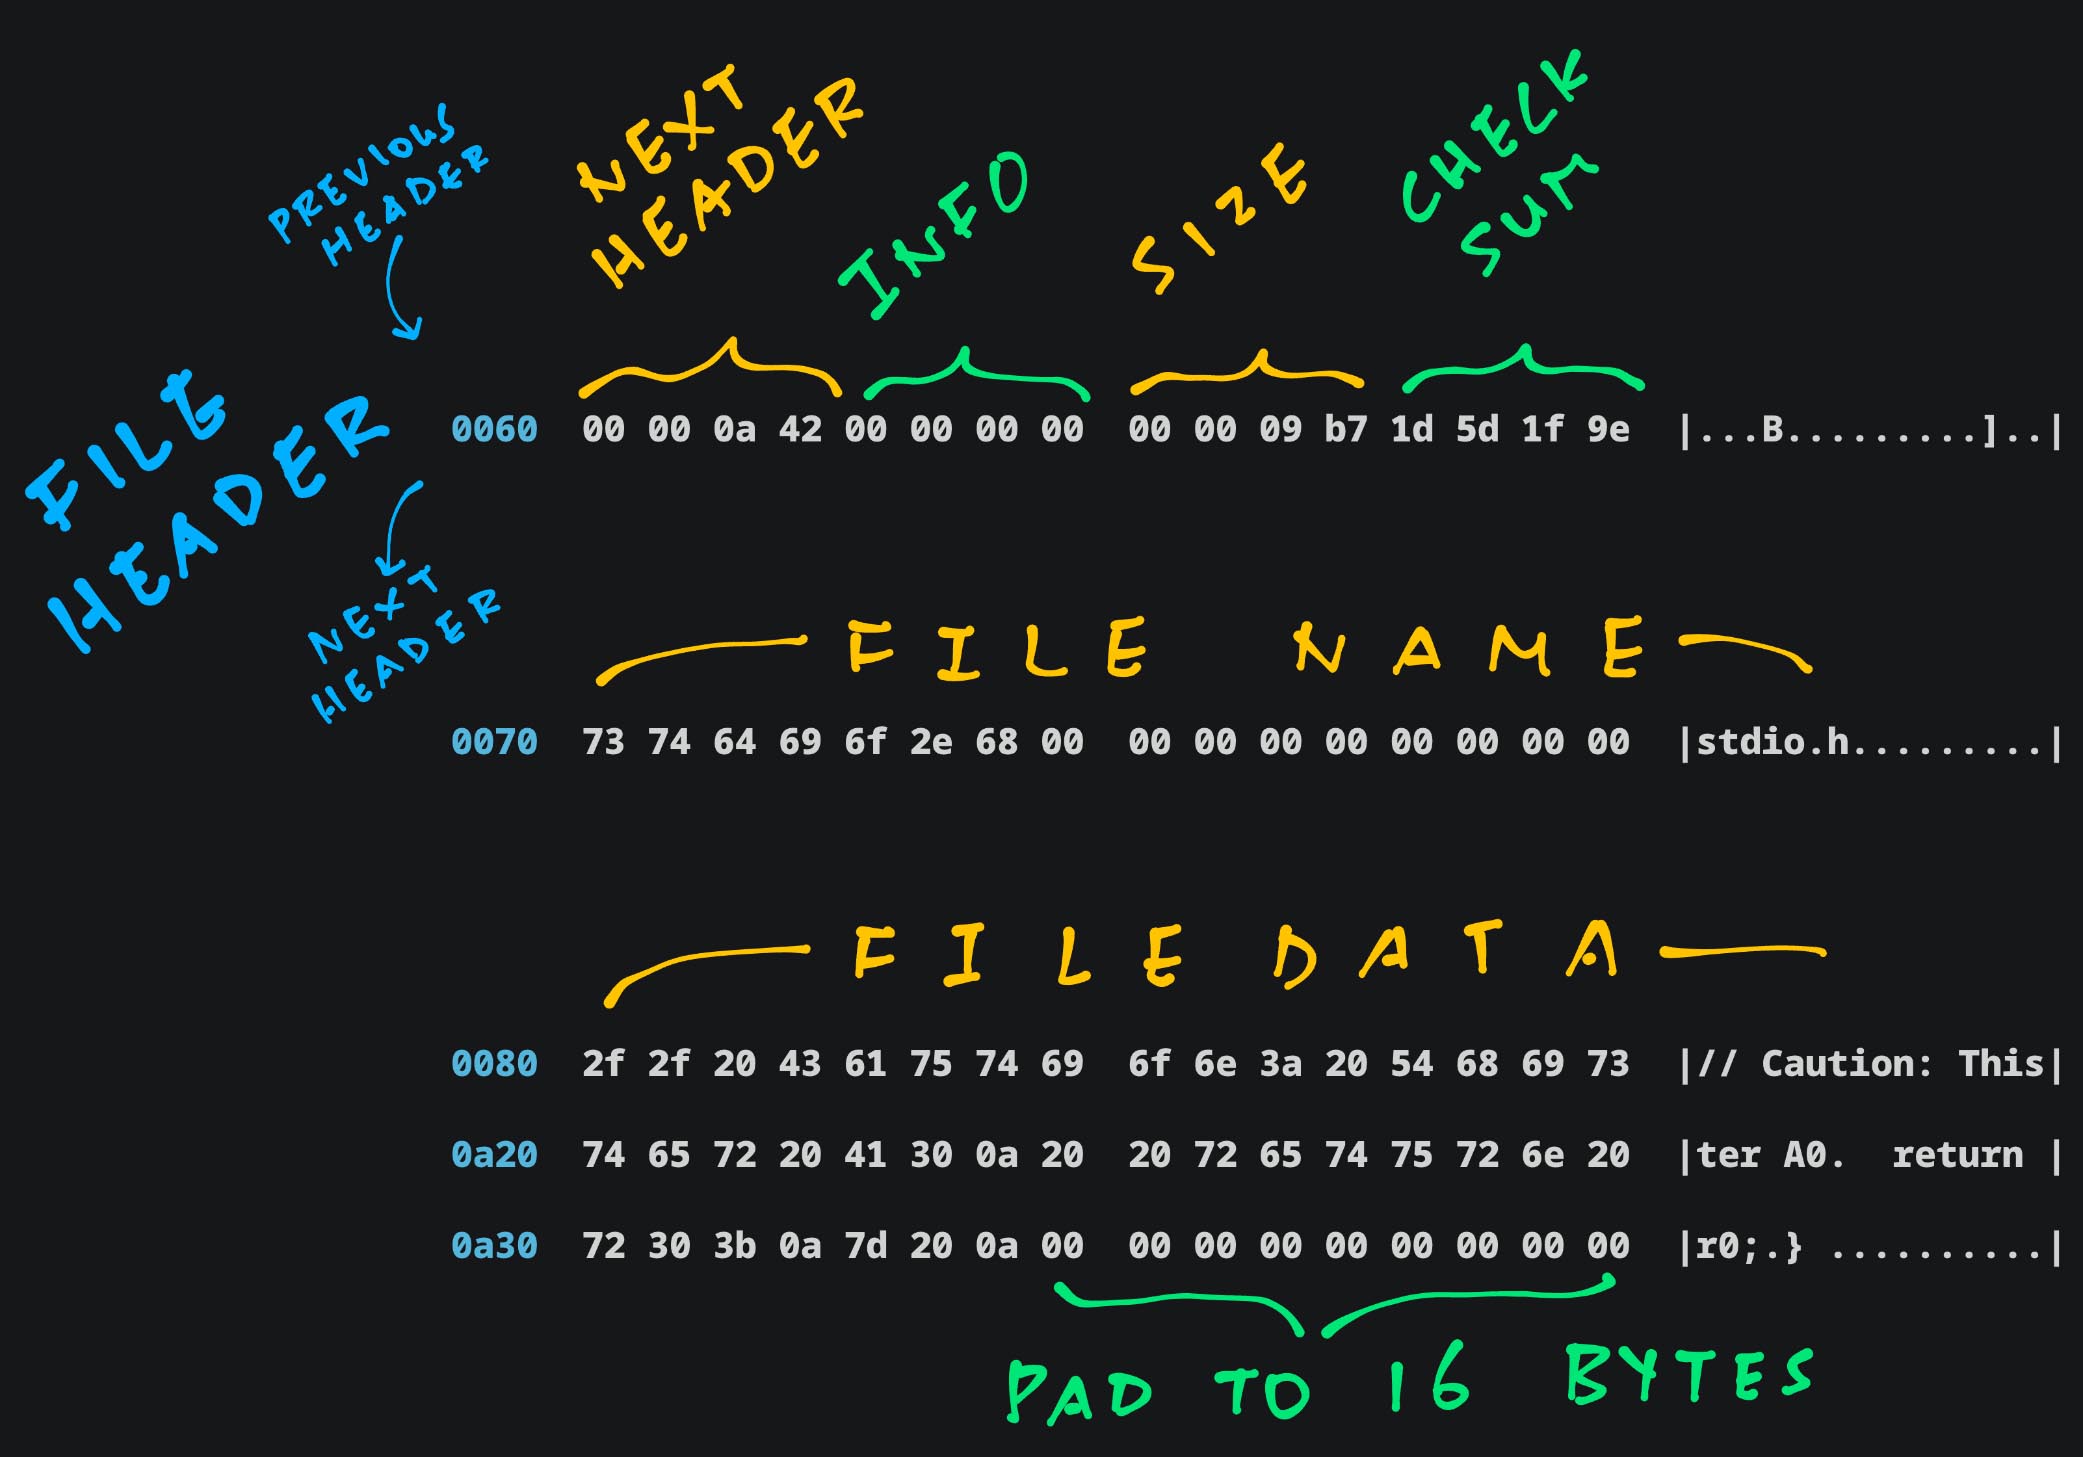 PREVIOUS
HEADER
NEXT
HEADER
INFO
SIZE
CHECK
SUM
FILE
HEADER
0060 00 00 0a 42 00 00 00 00 00 00 09 b7 1d 5d 1f 9e |...B.........]..|
NEXT
HEADER
FILE NAME
0070 73 74 64 69 6f 2e 68 00 00 00 00 00 00 00 00 00 |stdio.h.........|
FILE DATA
0080 2f 2f 20 43 61 75 74 69 6f 6e 3a 20 54 68 69 73 |// Caution: This|
0a20 74 65 72 20 41 30 0a 20 20 72 65 74 75 72 6e 20 |ter A0.  return |
0a30 72 30 3b 0a 7d 20 0a 00 00 00 00 00 00 00 00 00 |r0;.} ..........|
PAD TO 16 BYTES